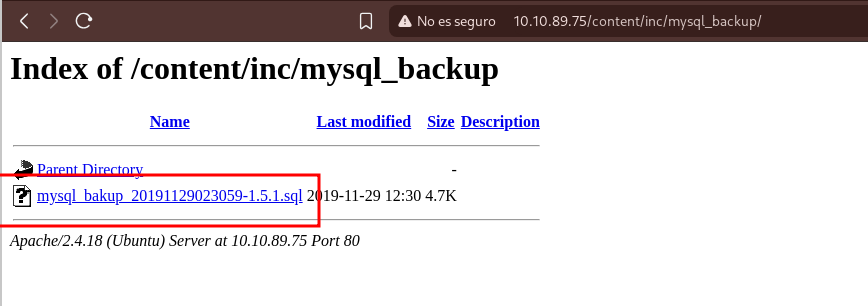 No es seguro 10.10.89.75/content/inc/mysql_backup/
Index of /content/inc/mysql_backup
Name Last modified Size Description
Parent Directory -
mysql_bakup_20191129023059-1.5.1.sql 2019-11-29 12:30 4.7K
Apache/2.4.18 (Ubuntu) Server at 10.10.89.75 Port 80